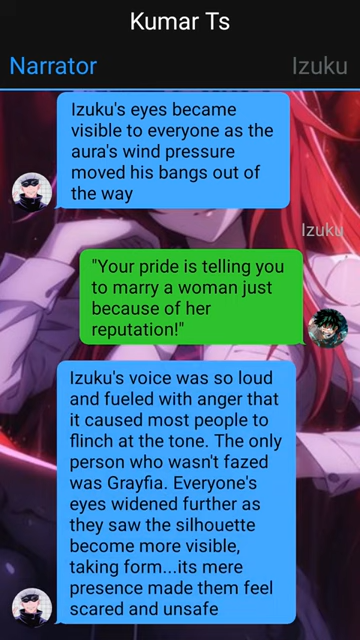 Kumar Ts
Narrator
Izuku
Izuku's eyes became
visible to everyone as the
aura's wind pressure
moved his bangs out of
the way
Izuku
"Your pride is telling you
to marry a woman just
because of her
reputation!"
Izuku's voice was so loud
and fueled with anger that
it caused most people to
flinch at the tone. The only
person who wasn't fazed
was Grayfia. Everyone's
eyes widened further as
they saw the silhouette
become more visible,
taking form...its mere
presence made them feel
scared and unsafe